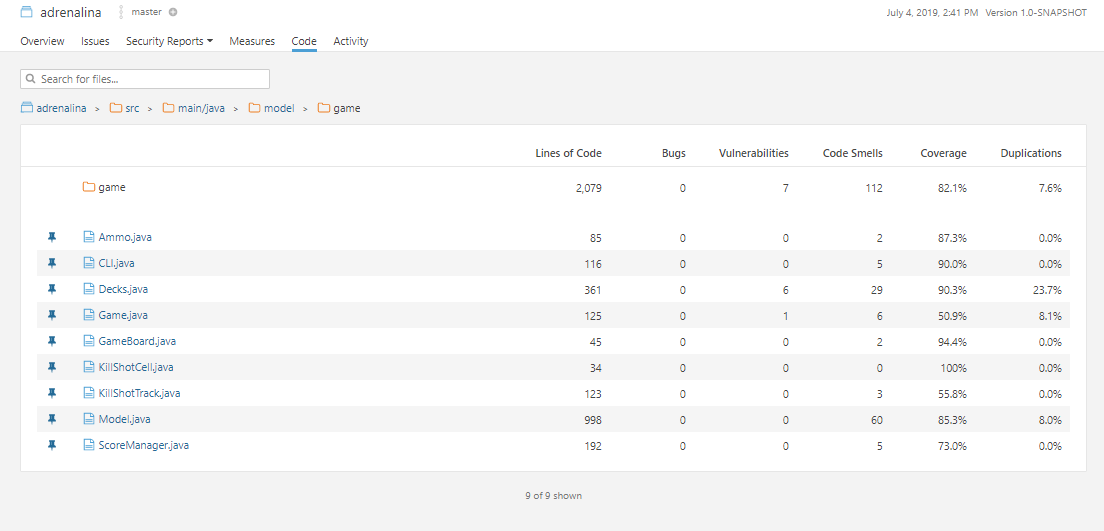 adrenalina master July 4, 2019, 2:41 PM Version 1.0-SNAPSHOT
Overview Issues Security Reports Measures Code Activity
Search for files...
adrenalina > src > main/java > model > game
Lines of Code Bugs Vulnerabilities Code Smells Coverage Duplications
game 2,079 0 7 112 82.1% 7.6%
Ammo.java 85 0 0 2 87.3% 0.0%
CLI.java 116 0 0 5 90.0% 0.0%
Decks.java 361 0 6 29 90.3% 23.7%
Game.java 125 0 1 6 50.9% 8.1%
GameBoard.java 45 0 0 2 94.4% 0.0%
KillShotCell.java 34 0 0 0 100% 0.0%
KillShotTrack.java 123 0 0 3 55.8% 0.0%
Model.java 998 0 0 60 85.3% 8.0%
ScoreManager.java 192 0 0 5 73.0% 0.0%
9 of 9 shown